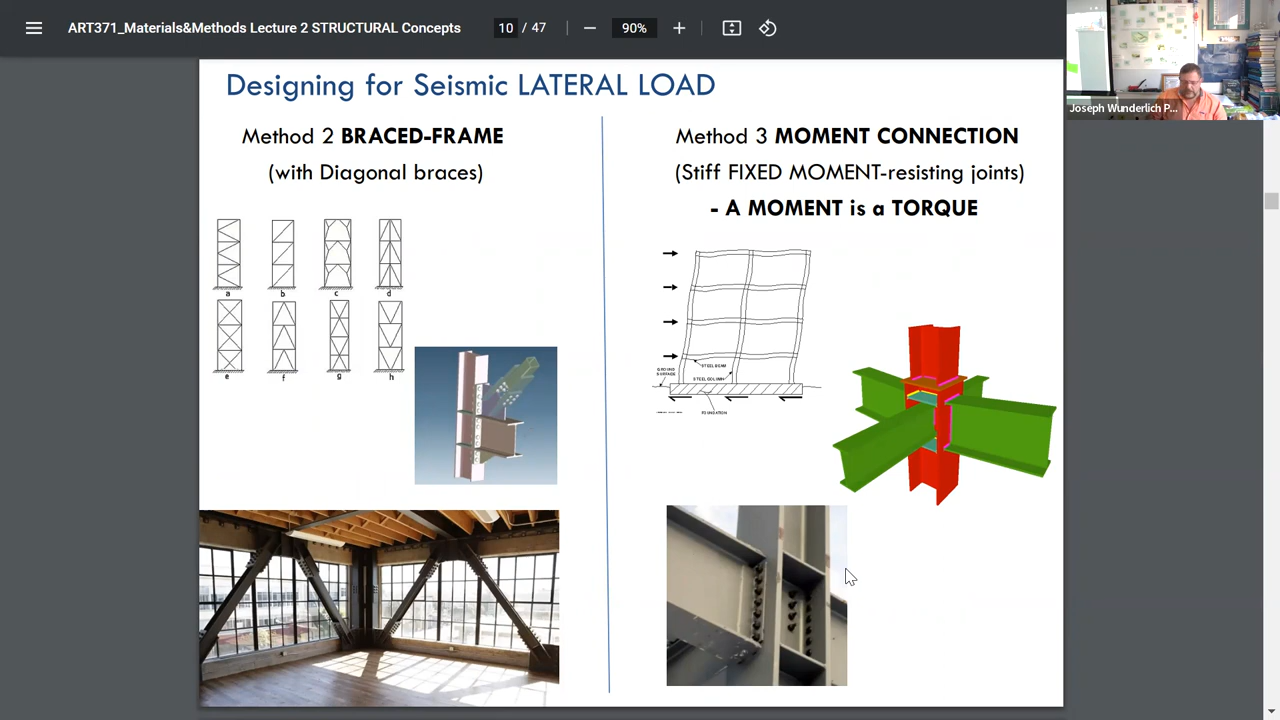 ART371_Materials&Methods Lecture 2 STRUCTURAL Concepts
10 / 47
90%
Joseph Wunderlich P...
Designing for Seismic LATERAL LOAD
Method 2 BRACED-FRAME
(with Diagonal braces)
a b c d
e f g h
Method 3 MOMENT CONNECTION
(Stiff FIXED MOMENT-resisting joints)
- A MOMENT is a TORQUE
STEEL BEAM
GROUND
SURFACE
STEEL COLUMN
FOUNDATION